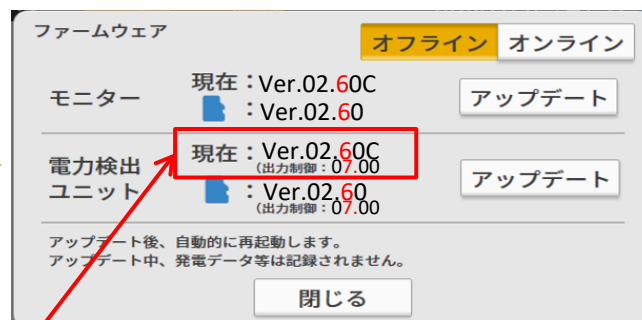 ファームウェア
オフライン オンライン
モニター
現在：Ver.02.60C
：Ver.02.60
アップデート
電力検出
ユニット
現在：Ver.02.60C
（出力制御：07.00
：Ver.02.60
（出力制御：07.00
アップデート
アップデート後、自動的に再起動します。
アップデート中、発電データ等は記録されません。
閉じる